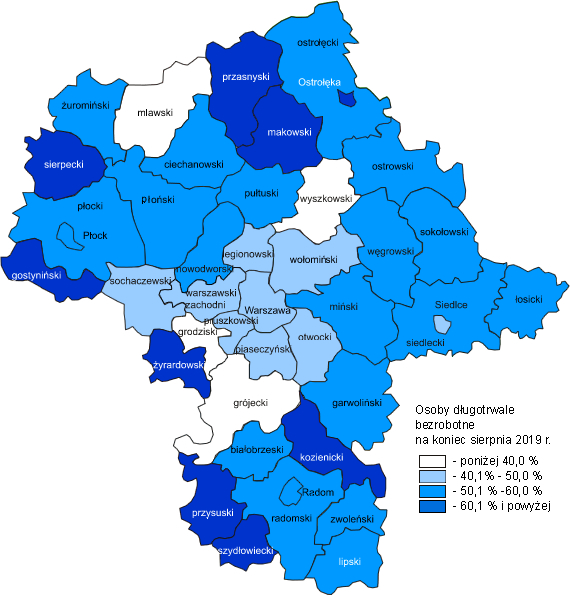 ostrołęcki
przasnyski
Ostrołęka
żuromiński
mławski
makowski
sierpecki
ciechanowski
ostrowski
płocki
płoński
pułtuski
wyszkowski
Płock
sokołowski
legionowski
wołomiński
węgrowski
gostyniński
nowodworski
sochaczewski
warszawski
zachodni
Warszawa
miński
Siedlce
łosicki
pruszkowski
grodziski
otwocki
siedlecki
piaseczyński
żyrardowski
grójecki
garwoliński
Osoby długotrwale
bezrobotne
na koniec sierpnia 2019 r.
białobrzeski
kozienicki
- poniżej 40,0 %
- 40,1% - 50,0 %
- 50,1 % -60,0 %
- 60,1 % i powyżej
Radom
przysuski
radomski
zwoleński
szydłowiecki
lipski